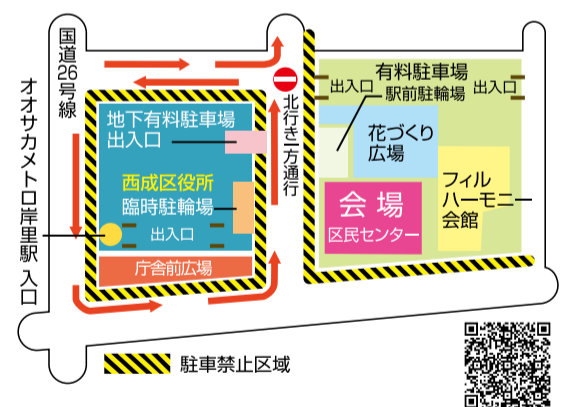 国道26号線
オオサカメトロ岸里駅 入口
地下有料駐車場
出入口
西成区役所
臨時駐輪場
出入口
庁舎前広場
北行き一方通行
有料駐車場
出入口
出入口
駅前駐輪場
花づくり
広場
会場
区民センター
フィル
ハーモニ
会館
駐車禁止区域